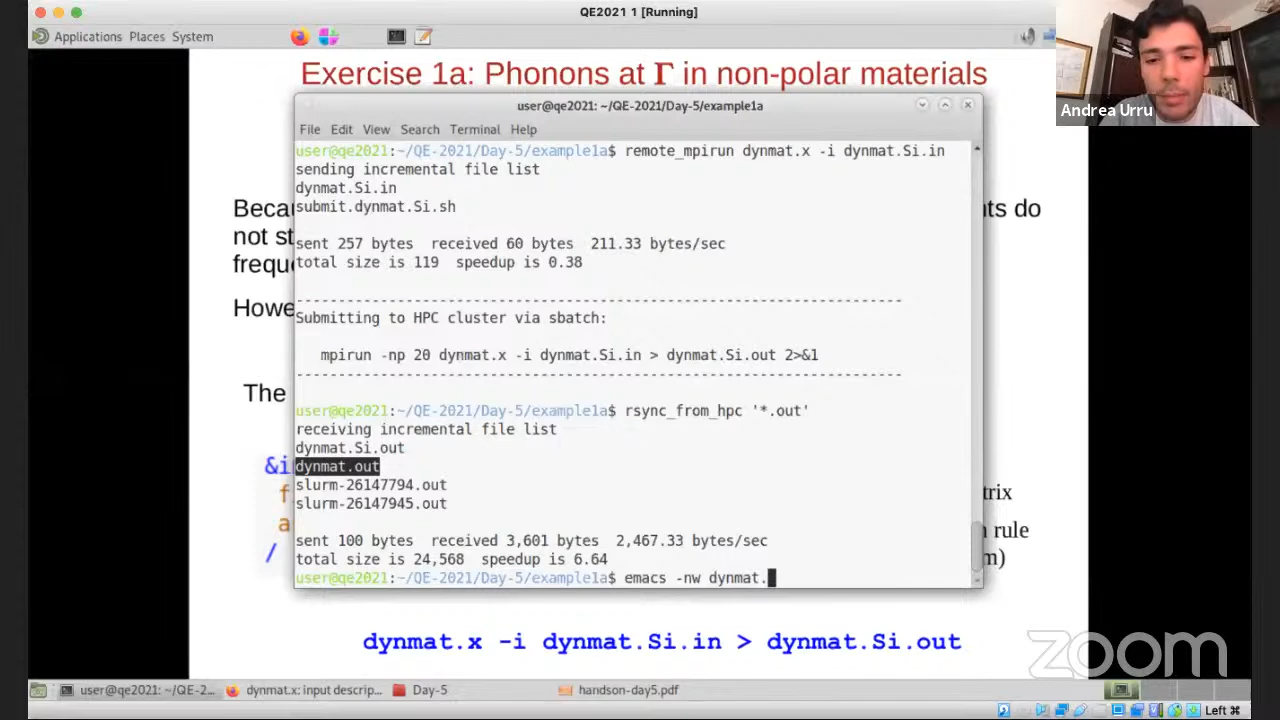 QE2021 1 [Running]
Applications Places System
Andrea Urru
Exercise 1a: Phonons at Γ in non-polar materials
user@qe2021: ~/QE-2021/Day-5/example1a
File Edit View Search Terminal Help
user@qe2021:~/QE-2021/Day-5/example1a$ remote_mpirun dynmat.x -i dynmat.Si.in
sending incremental file list
dynmat.Si.in
submit.dynmat.Si.sh
sent 257 bytes  received 60 bytes  211.33 bytes/sec
total size is 119  speedup is 0.38
--------------------------------------------------------------------
Submitting to HPC cluster via sbatch:
mpirun -np 20 dynmat.x -i dynmat.Si.in > dynmat.Si.out 2>&1
--------------------------------------------------------------------
user@qe2021:~/QE-2021/Day-5/example1a$ rsync_from_hpc '*.out'
receiving incremental file list
dynmat.Si.out
dynmat.out
slurm-26147794.out
slurm-26147945.out
sent 100 bytes  received 3,601 bytes  2,467.33 bytes/sec
total size is 24,568  speedup is 6.64
user@qe2021:~/QE-2021/Day-5/example1a$ emacs -nw dynmat.
do
not
The
&i
f
a
/
rule
dynmat.x -i dynmat.Si.in > dynmat.Si.out
zoom
user@qe2021: ~/QE-2... dynmat.x: input descrip... Day-5 handson-day5.pdf
Left ⌘